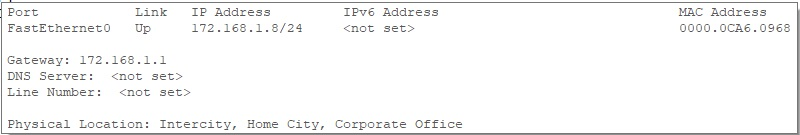 Port Link IP Address IPv6 Address MAC Address
FastEthernet0 Up 172.168.1.8/24 <not set> 0000.0CA6.0968
Gateway: 172.168.1.1
DNS Server: <not set>
Line Number: <not set>
Physical Location: Intercity, Home City, Corporate Office